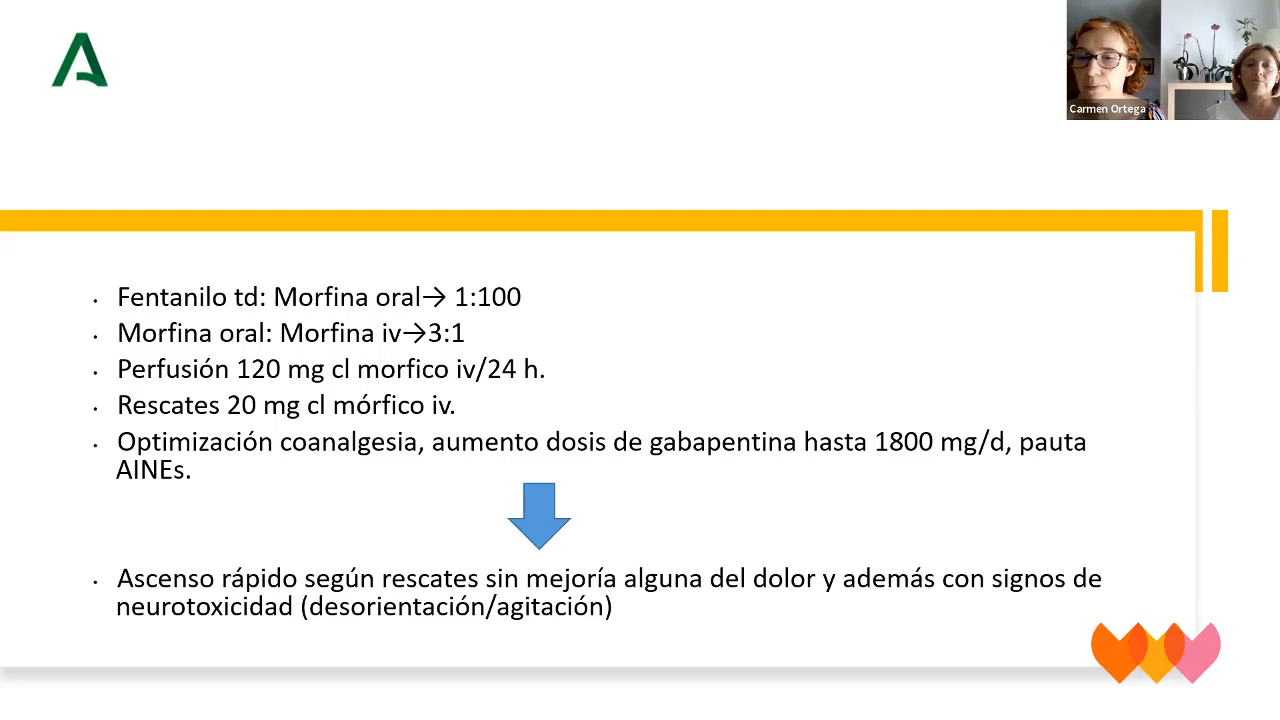 Carmen Ortega
Fentanilo td: Morfina oral→ 1:100
Morfina oral: Morfina iv→3:1
Perfusión 120 mg cl morfico iv/24 h.
Rescates 20 mg cl mórfico iv.
Optimización coanalgesia, aumento dosis de gabapentina hasta 1800 mg/d, pauta
AINEs.
Ascenso rápido según rescates sin mejoría alguna del dolor y además con signos de
neurotoxicidad (desorientación/agitación)